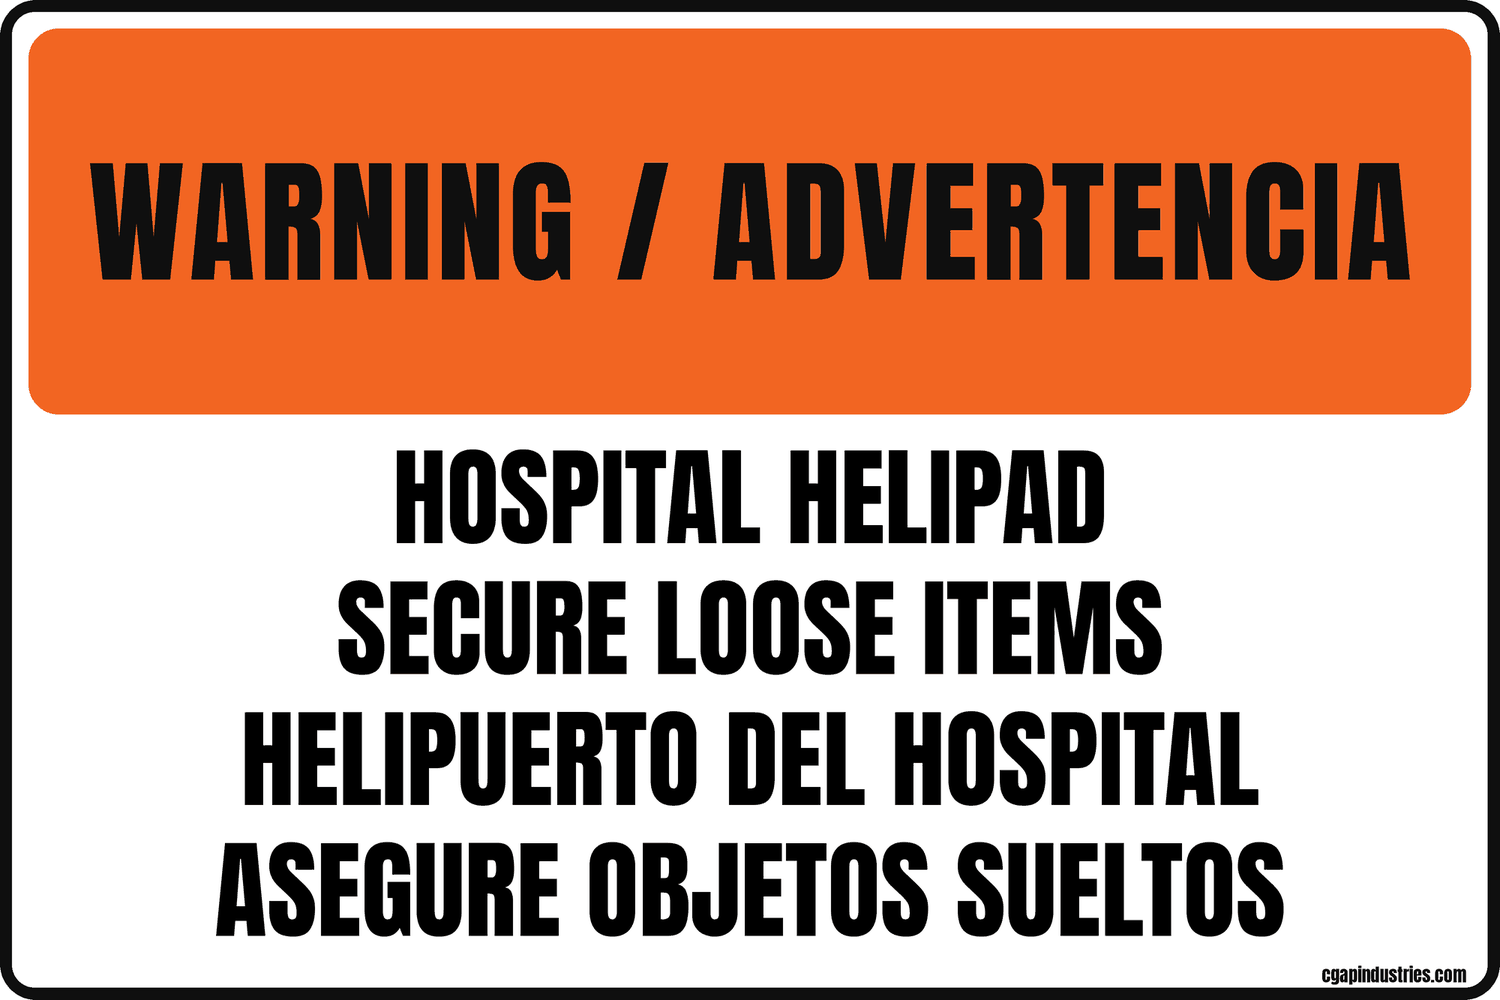 WARNING / ADVERTENCIA
HOSPITAL HELIPAD
SECURE LOOSE ITEMS
HELIPUERTO DEL HOSPITAL
ASEGURE OBJETOS SUELTOS
cgapindustries.com